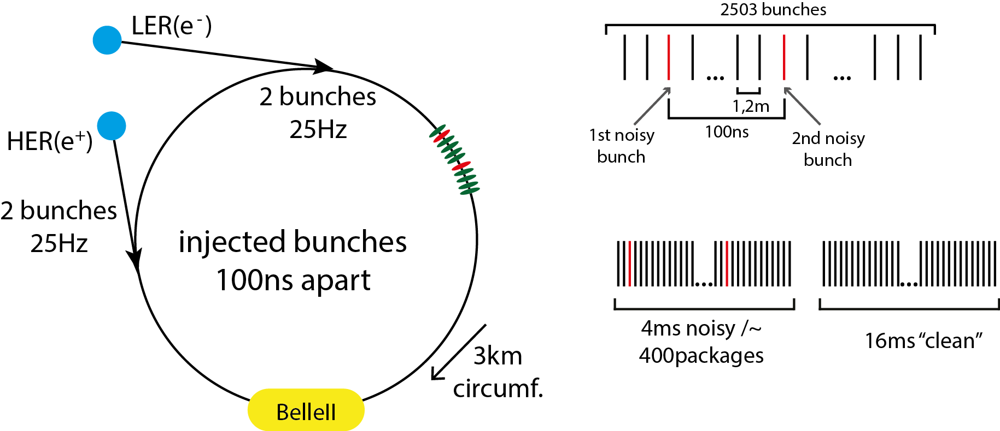 LER(e⁻)
2 bunches
25Hz
HER(e⁺)
2 bunches
25Hz
injected bunches
100ns apart
3km
circumf.
BelleII
2503 bunches
1,2m
100ns
1st noisy
bunch
2nd noisy
bunch
...
...
...
...
4ms noisy /~
400packages
16ms “clean”